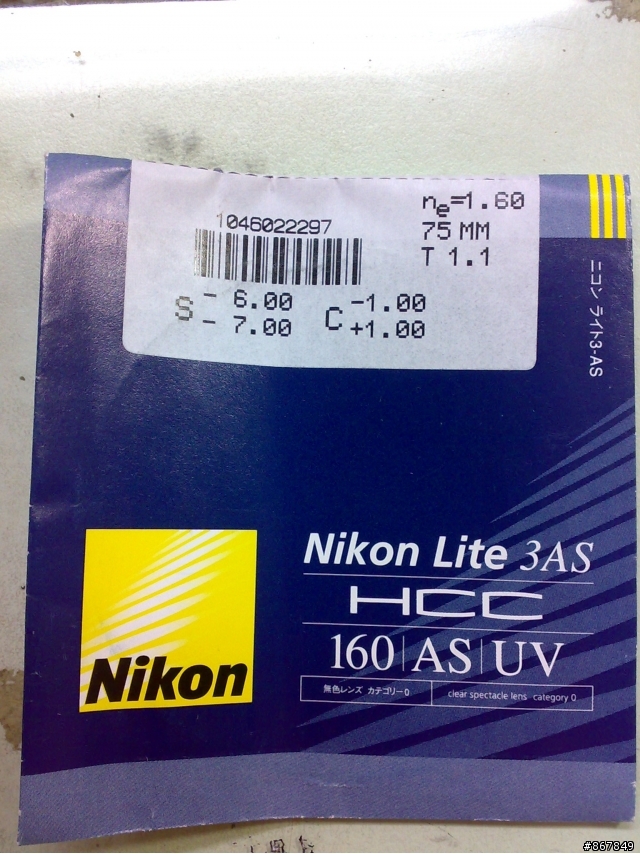 nₑ=1.60
75 MM
T 1.1
1046022297
S - 6.00 C -1.00
- 7.00 +1.00
ニコン ライト3-AS
Nikon
Nikon Lite 3AS
HCC
160 | AS | UV
無色レンズ カテゴリー0
clear spectacle lens category 0
#867849